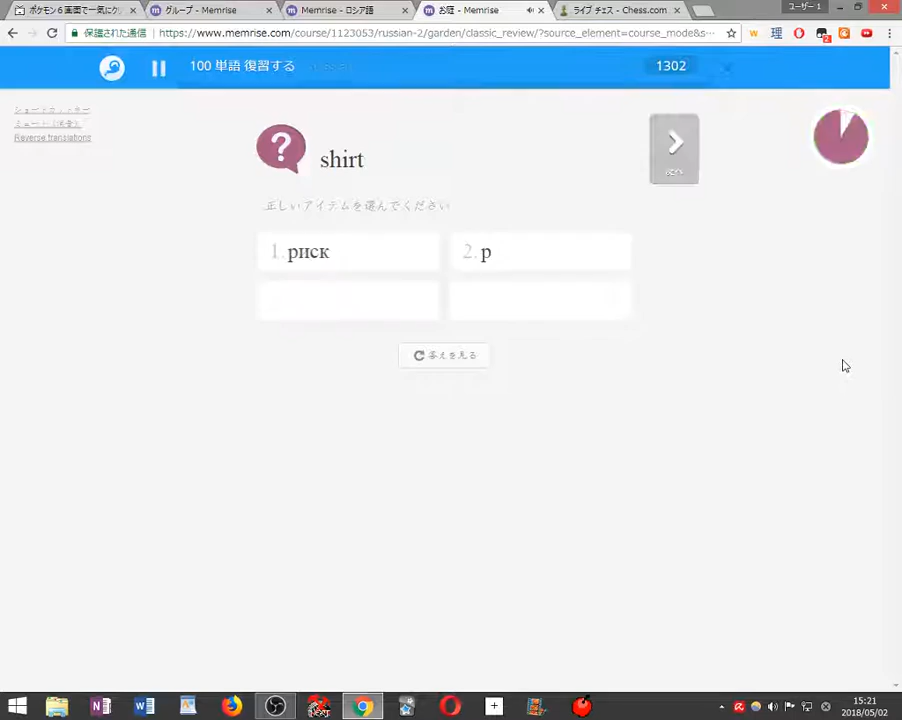 ポケモン６画面で一気にク
グループ - Memrise
Memrise - ロシア語
お庭 - Memrise
ライブ チェス - Chess.com
ユーザー 1
保護された通信
https://www.memrise.com/course/1123053/russian-2/garden/classic_review/?source_element=course_mode&s…
100 単語 復習する
1302
Reverse translations
shirt
正しいアイテムを選んでください
1. риск
2. р
答えを見る
15:21
2018/05/02